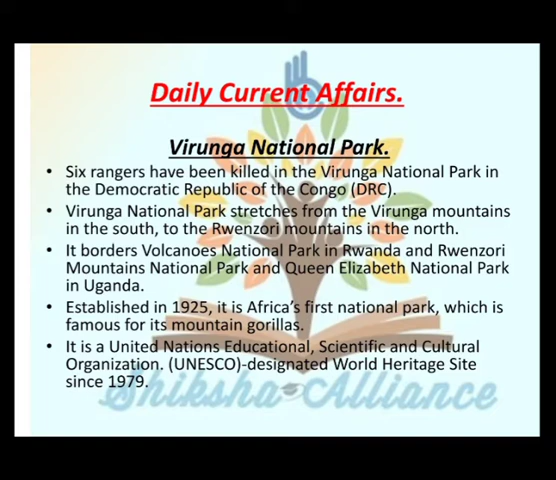 Daily Current Affairs.
Virunga National Park.
• Six rangers have been killed in the Virunga National Park in
the Democratic Republic of the Congo (DRC).
• Virunga National Park stretches from the Virunga mountains
in the south, to the Rwenzori mountains in the north.
• It borders Volcanoes National Park in Rwanda and Rwenzori
Mountains National Park and Queen Elizabeth National Park
in Uganda.
• Established in 1925, it is Africa's first national park, which is
famous for its mountain gorillas.
• It is a United Nations Educational, Scientific and Cultural
Organization. (UNESCO)-designated World Heritage Site
since 1979.
Shiksha Alliance